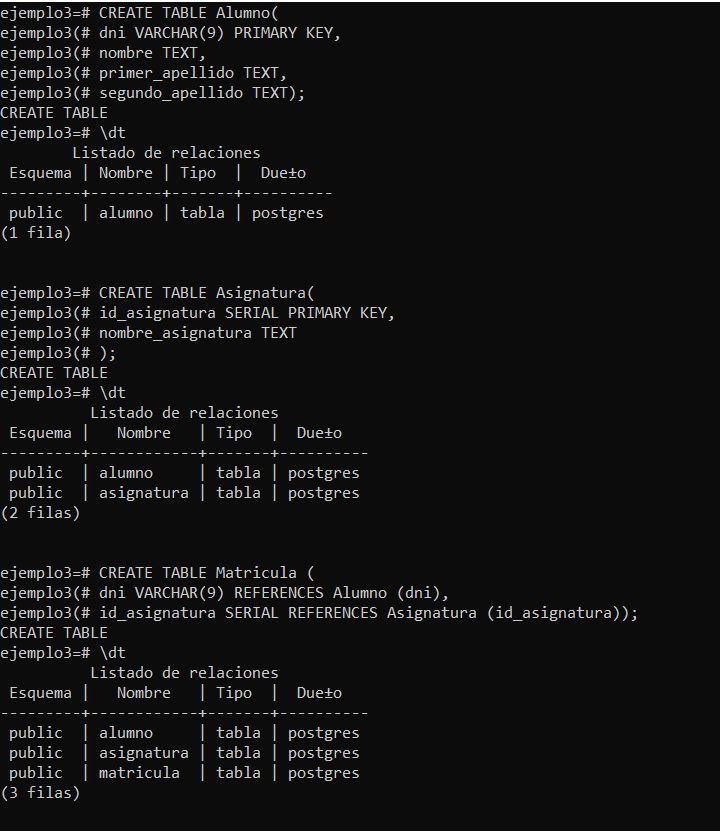 ejemplo3=# CREATE TABLE Alumno(
ejemplo3(# dni VARCHAR(9) PRIMARY KEY,
ejemplo3(# nombre TEXT,
ejemplo3(# primer_apellido TEXT,
ejemplo3(# segundo_apellido TEXT);
CREATE TABLE
ejemplo3=# \dt
        Listado de relaciones
 Esquema | Nombre | Tipo  |  Due±o
---------+--------+-------+----------
 public  | alumno | tabla | postgres
(1 fila)


ejemplo3=# CREATE TABLE Asignatura(
ejemplo3(# id_asignatura SERIAL PRIMARY KEY,
ejemplo3(# nombre_asignatura TEXT
ejemplo3(# );
CREATE TABLE
ejemplo3=# \dt
          Listado de relaciones
 Esquema |   Nombre   | Tipo  |  Due±o
---------+------------+-------+----------
 public  | alumno     | tabla | postgres
 public  | asignatura | tabla | postgres
(2 filas)


ejemplo3=# CREATE TABLE Matricula (
ejemplo3(# dni VARCHAR(9) REFERENCES Alumno (dni),
ejemplo3(# id_asignatura SERIAL REFERENCES Asignatura (id_asignatura));
CREATE TABLE
ejemplo3=# \dt
          Listado de relaciones
 Esquema |   Nombre   | Tipo  |  Due±o
---------+------------+-------+----------
 public  | alumno     | tabla | postgres
 public  | asignatura | tabla | postgres
 public  | matricula  | tabla | postgres
(3 filas)